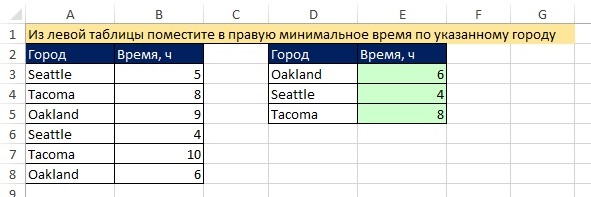 A B C D E F G
1 Из левой таблицы поместите в правую минимальное время по указанному городу
2 Город Время, ч Город Время, ч
3 Seattle 5 Oakland 6
4 Tacoma 8 Seattle 4
5 Oakland 9 Tacoma 8
6 Seattle 4
7 Tacoma 10
8 Oakland 6
9